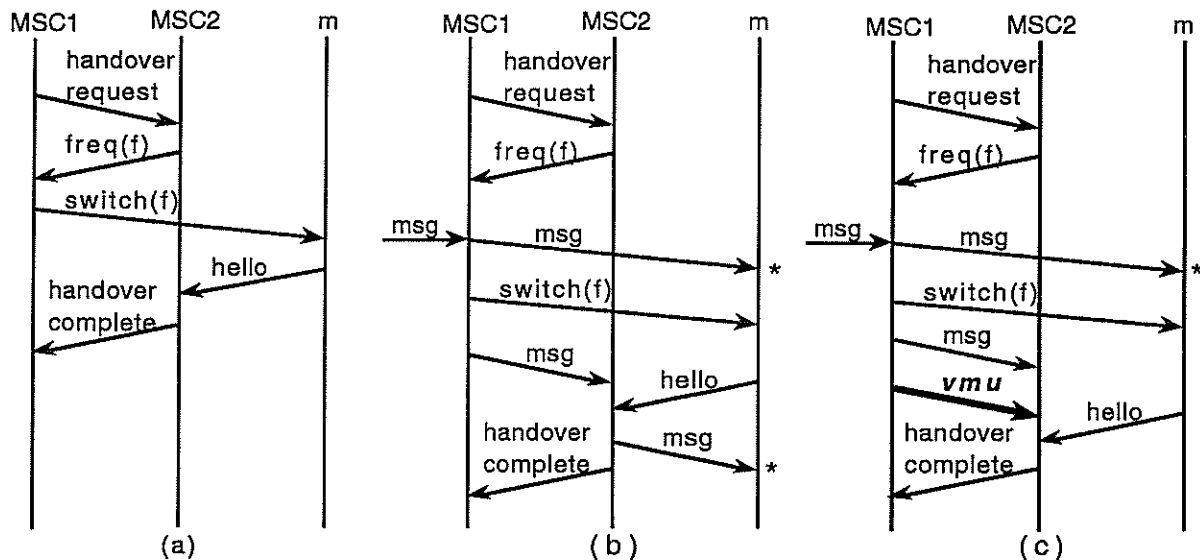 MSC1 MSC2 m
handover
request
freq(f)
switch(f)
hello
handover
complete
(a)
MSC1 MSC2 m
handover
request
freq(f)
msg msg *
switch(f)
msg
hello
handover
complete msg *
(b)
MSC1 MSC2 m
handover
request
freq(f)
msg msg *
switch(f)
msg
vmu
hello
handover
complete
(c)